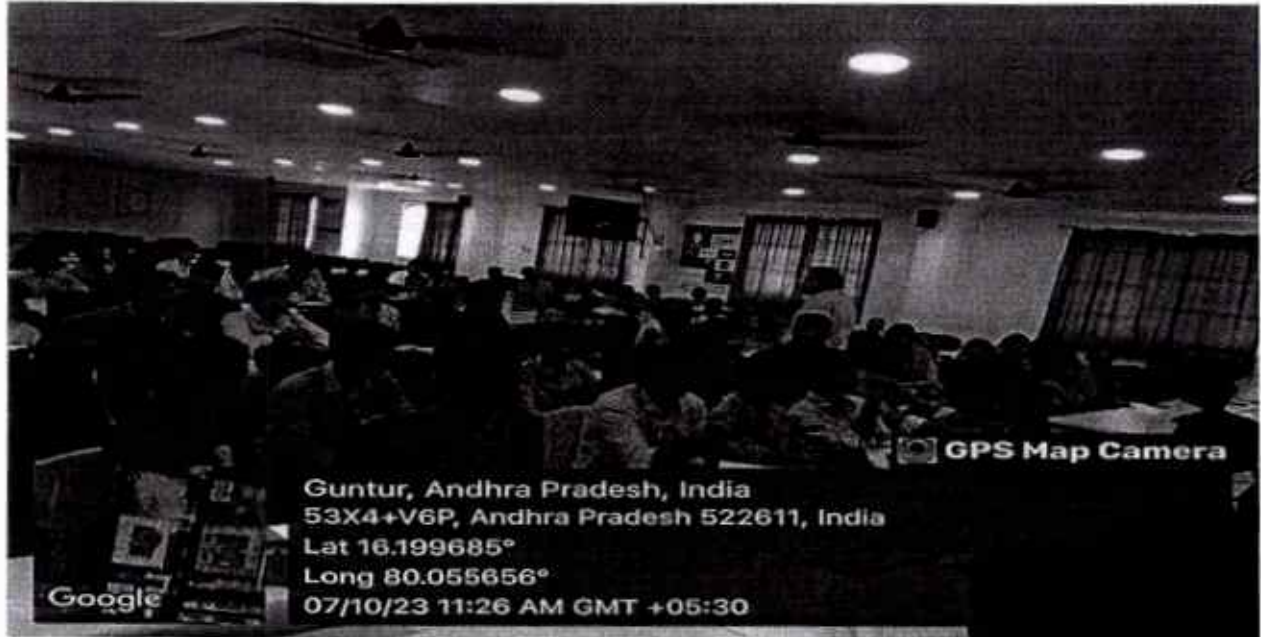 GPS Map Camera
Guntur, Andhra Pradesh, India
53X4+V6P, Andhra Pradesh 522611, India
Lat 16.199685°
Long 80.055656°
07/10/23 11:26 AM GMT +05:30
Google